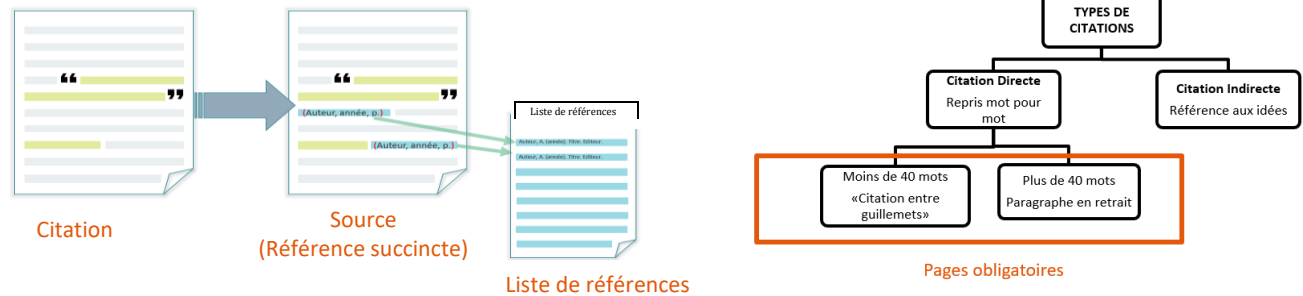 ❝
❞
Citation
❝
❞
(Auteur, année, p.)
(Auteur, année, p.)
Source
(Référence succincte)
Liste de références
Auteur, A. (année). Titre. Editeur.
Auteur, A. (année). Titre. Editeur.
Liste de références
TYPES DE
CITATIONS
Citation Directe
Repris mot pour
mot
Citation Indirecte
Référence aux idées
Moins de 40 mots
«Citation entre
guillemets»
Plus de 40 mots
Paragraphe en retrait
Pages obligatoires